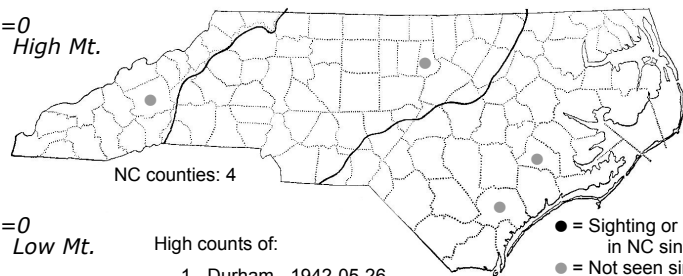 =0
High Mt.
NC counties: 4
=0
Low Mt.
High counts of:
1 - Durham - 1942-05-26
● = Sighting or
in NC sin
● = Not seen si